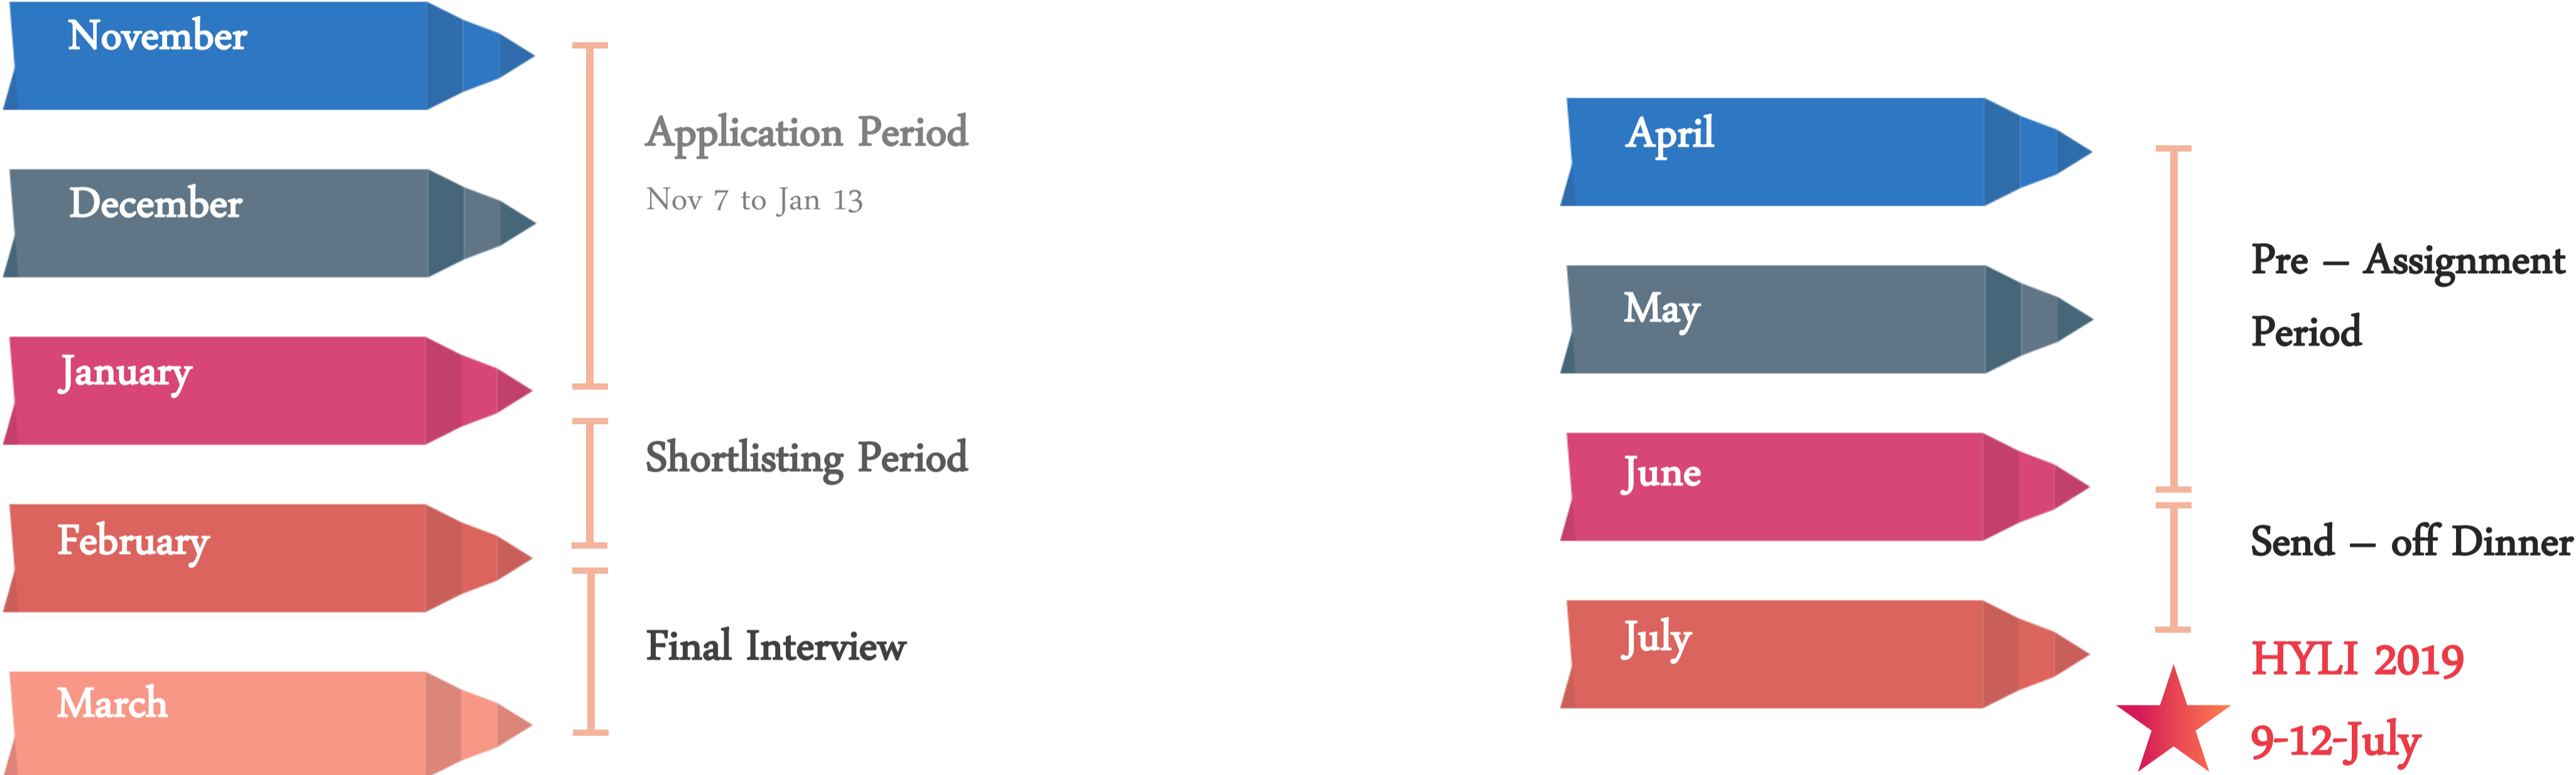 November
Application Period
Nov 7 to Jan 13
December
January
Shortlisting Period
February
Final Interview
March
April
Pre – Assignment
Period
May
June
Send – off Dinner
July
HYLI 2019
9-12-July